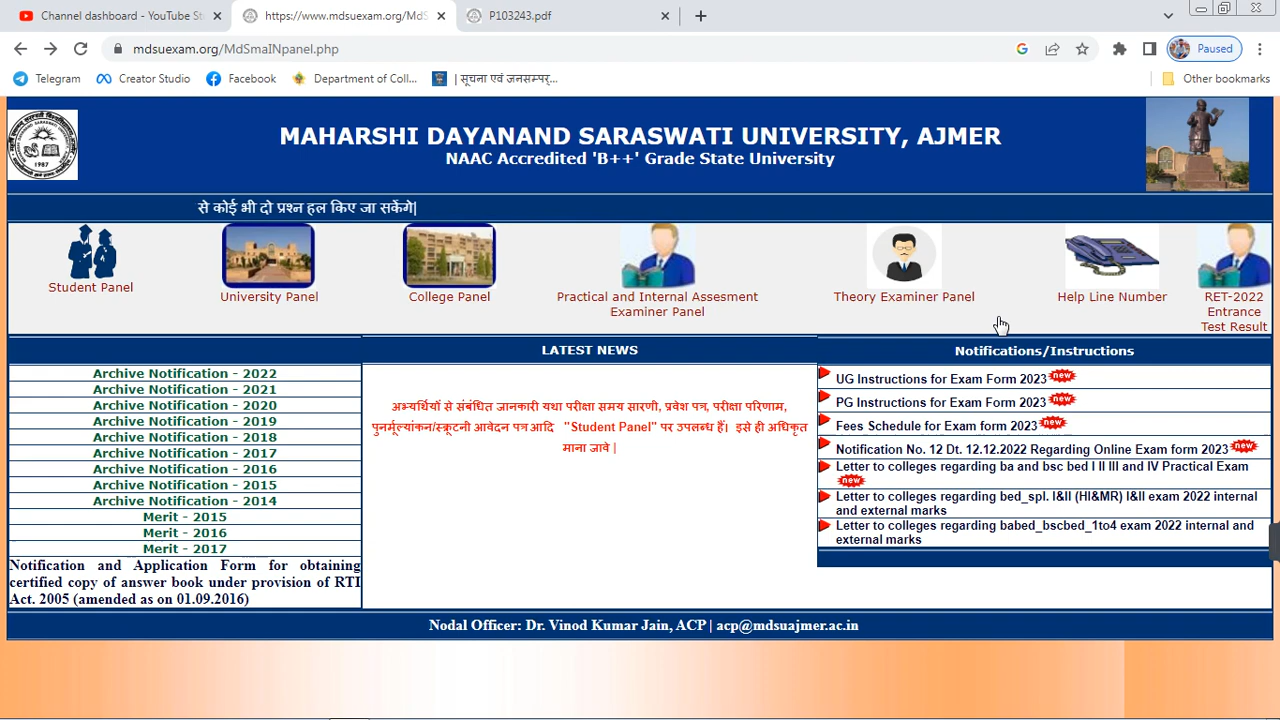 Channel dashboard - YouTube St
https://www.mdsuexam.org/MdS
P103243.pdf
mdsuexam.org/MdSmaINpanel.php
Paused
Telegram
Creator Studio
Facebook
Department of Coll...
| सूचना एवं जनसम्पर्...
Other bookmarks
1987
MAHARSHI DAYANAND SARASWATI UNIVERSITY, AJMER
NAAC Accredited 'B++' Grade State University
से कोई भी दो प्रश्न हल किए जा सकेंगे|
Student Panel
University Panel
College Panel
Practical and Internal Assesment
Examiner Panel
Theory Examiner Panel
Help Line Number
RET-2022
Entrance
Test Result
Archive Notification - 2022
Archive Notification - 2021
Archive Notification - 2020
Archive Notification - 2019
Archive Notification - 2018
Archive Notification - 2017
Archive Notification - 2016
Archive Notification - 2015
Archive Notification - 2014
Merit - 2015
Merit - 2016
Merit - 2017
Notification and Application Form for obtaining
certified copy of answer book under provision of RTI
Act. 2005 (amended as on 01.09.2016)
LATEST NEWS
अभ्यर्थियों से संबंधित जानकारी यथा परीक्षा समय सारणी, प्रवेश पत्र, परीक्षा परिणाम,
पुनर्मूल्यांकन/स्क्रूटनी आवेदन पत्र आदि "Student Panel" पर उपलब्ध हैं। इसे ही अधिकृत
माना जावे |
Notifications/Instructions
UG Instructions for Exam Form 2023 new
PG Instructions for Exam Form 2023 new
Fees Schedule for Exam form 2023 new
Notification No. 12 Dt. 12.12.2022 Regarding Online Exam form 2023 new
Letter to colleges regarding ba and bsc bed I II III and IV Practical Exam
new
Letter to colleges regarding bed_spl. I&II (HI&MR) I&II exam 2022 internal
and external marks
Letter to colleges regarding babed_bscbed_1to4 exam 2022 internal and
external marks
Nodal Officer: Dr. Vinod Kumar Jain, ACP | acp@mdsuajmer.ac.in